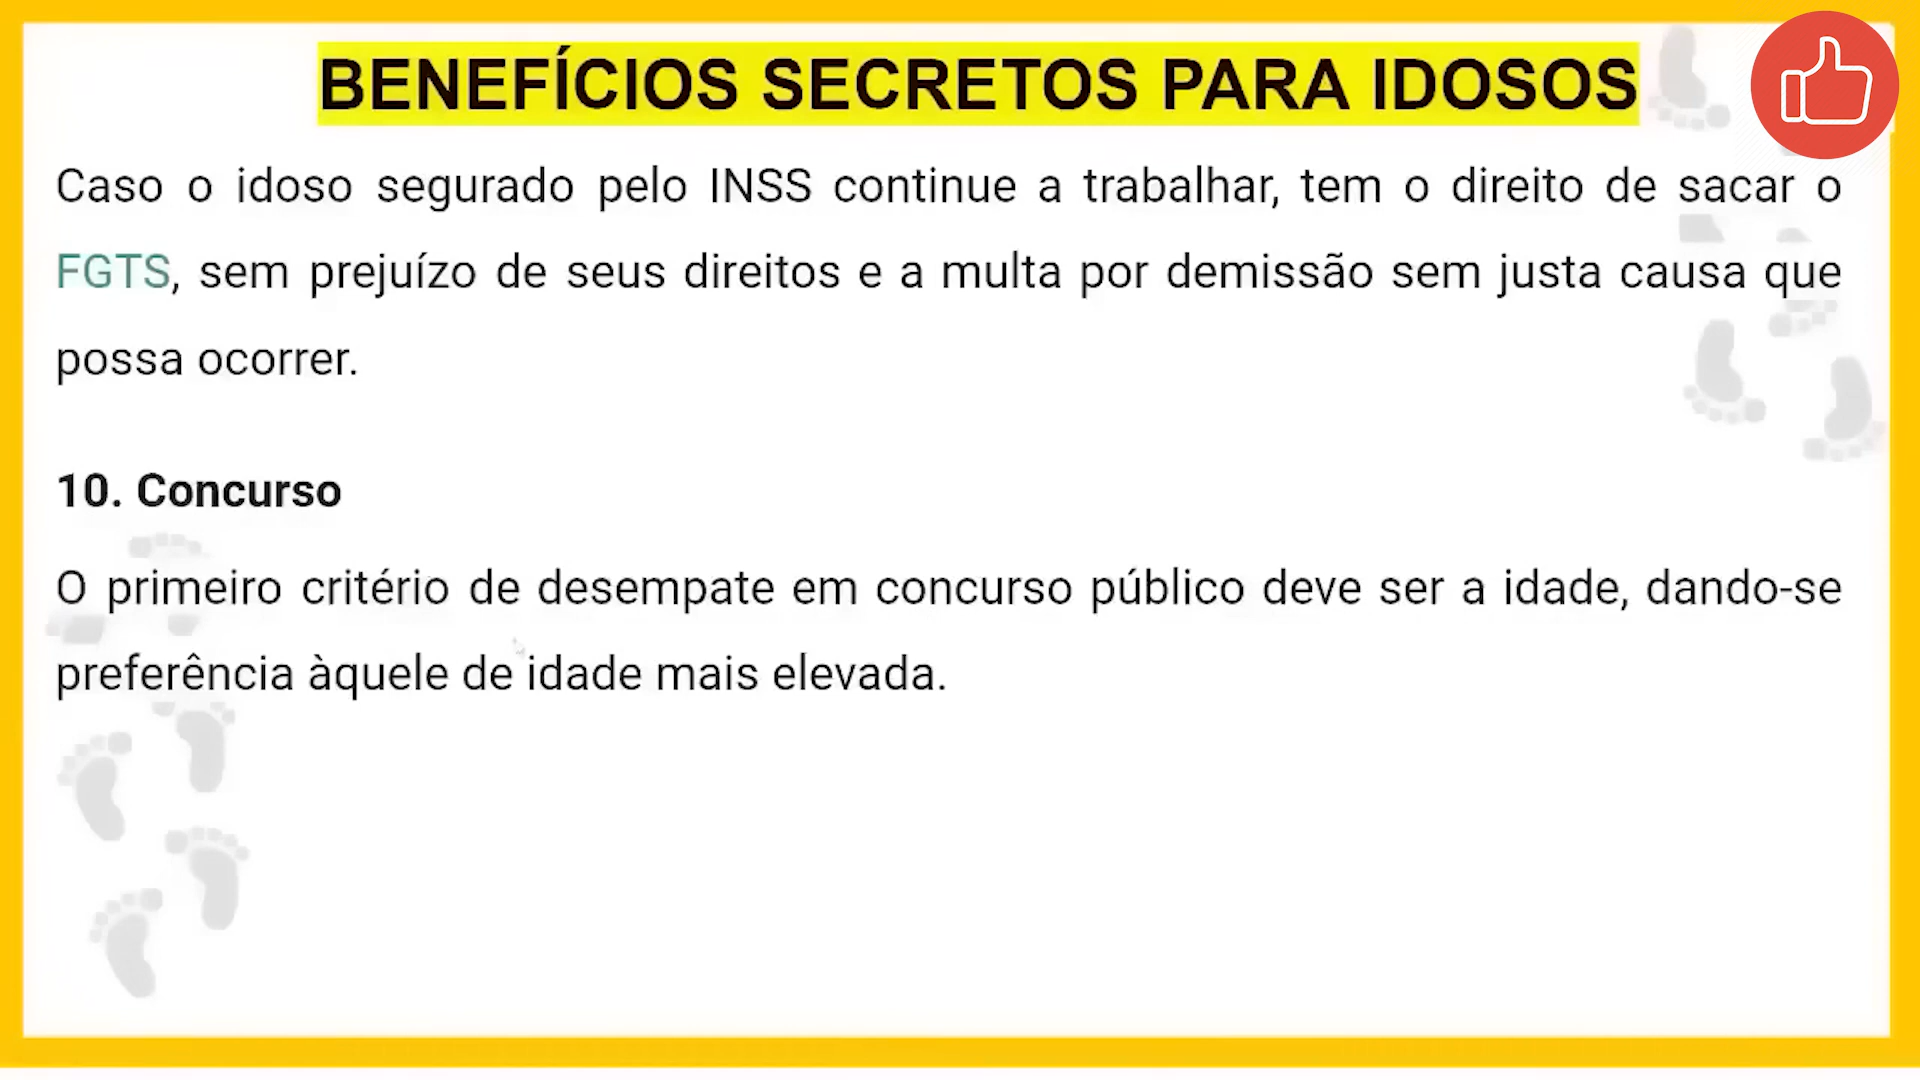 BENEFÍCIOS SECRETOS PARA IDOSOS
Caso o idoso segurado pelo INSS continue a trabalhar, tem o direito de sacar o
FGTS, sem prejuízo de seus direitos e a multa por demissão sem justa causa que
possa ocorrer.
10. Concurso
O primeiro critério de desempate em concurso público deve ser a idade, dando-se
preferência àquele de idade mais elevada.